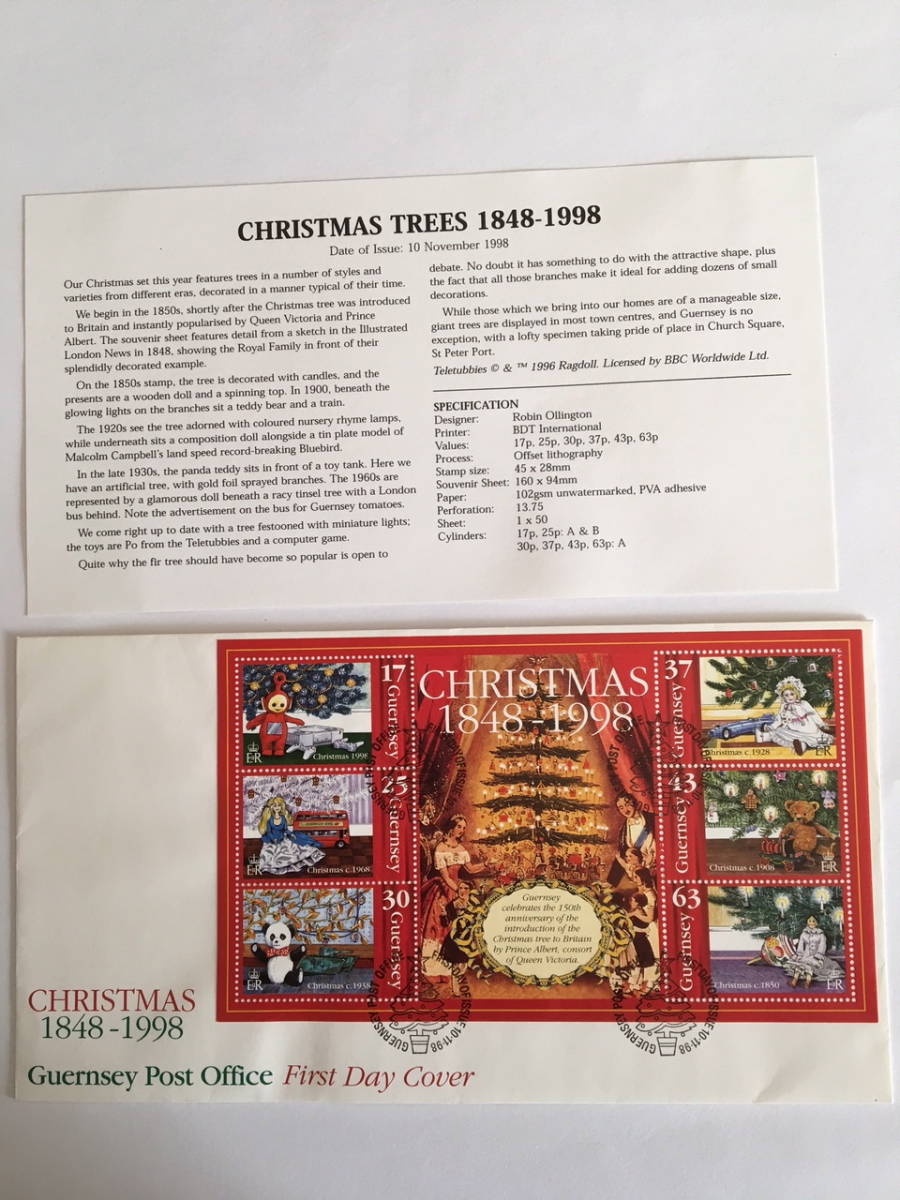 CHRISTMAS TREES 1848-1998
Date of Issue: 10 November 1998
Our Christmas set this year features trees in a number of styles and
varieties from different eras, decorated in a manner typical of their time.
We begin in the 1850s, shortly after the Christmas tree was introduced
to Britain and instantly popularised by Queen Victoria and Prince
Albert. The souvenir sheet features detail from a sketch in the Illustrated
London News in 1848, showing the Royal Family in front of their
splendidly decorated example.
On the 1850s stamp, the tree is decorated with candles, and the
presents are a wooden doll and a spinning top. In 1900, beneath the
glowing lights on the branches sit a teddy bear and a train.
The 1920s see the tree adorned with coloured nursery rhyme lamps,
while underneath sits a composition doll alongside a tin plate model of
Malcolm Campbell's land speed record-breaking Bluebird.
In the late 1930s, the panda teddy sits in front of a toy tank. Here we
have an artificial tree, with gold foil sprayed branches. The 1960s are
represented by a glamorous doll beneath a racy tinsel tree with a London
bus behind. Note the advertisement on the bus for Guernsey tomatoes.
We come right up to date with a tree festooned with miniature lights;
the toys are Po from the Teletubbies and a computer game.
Quite why the fir tree should have become so popular is open to
debate. No doubt it has something to do with the attractive shape, plus
the fact that all those branches make it ideal for adding dozens of small
decorations.
While those which we bring into our homes are of a manageable size,
giant trees are displayed in most town centres, and Guernsey is no
exception, with a lofty specimen taking pride of place in Church Square,
St Peter Port.
Teletubbies © & ™ 1996 Ragdoll. Licensed by BBC Worldwide Ltd.
SPECIFICATION
Designer: Robin Ollington
Printer: BDT International
Values: 17p, 25p, 30p, 37p, 43p, 63p
Process: Offset lithography
Stamp size: 45 x 28mm
Souvenir Sheet: 160 x 94mm
Paper: 102gsm unwatermarked, PVA adhesive
Perforation: 13.75
Sheet: 1 x 50
Cylinders: 17p, 25p: A & B
30p, 37p, 43p, 63p: A
17
Guernsey
Christmas 1998
E R
25
Guernsey
Christmas c.1968
E R
30
Guernsey
Christmas c.1938
E R
CHRISTMAS
1848-1998
Guernsey
celebrates the 150th
anniversary of the
introduction of the
Christmas tree to Britain
by Prince Albert, consort
of Queen Victoria.
37
Guernsey
Christmas c.1928
E R
43
Guernsey
Christmas c.1908
E R
63
Guernsey
Christmas c.1850
E R
GUERNSEY POST OFFICE FIRST DAY OF ISSUE 10-11-98
GUERNSEY POST OFFICE FIRST DAY OF ISSUE 10-11-98
CHRISTMAS
1848-1998
Guernsey Post Office First Day Cover